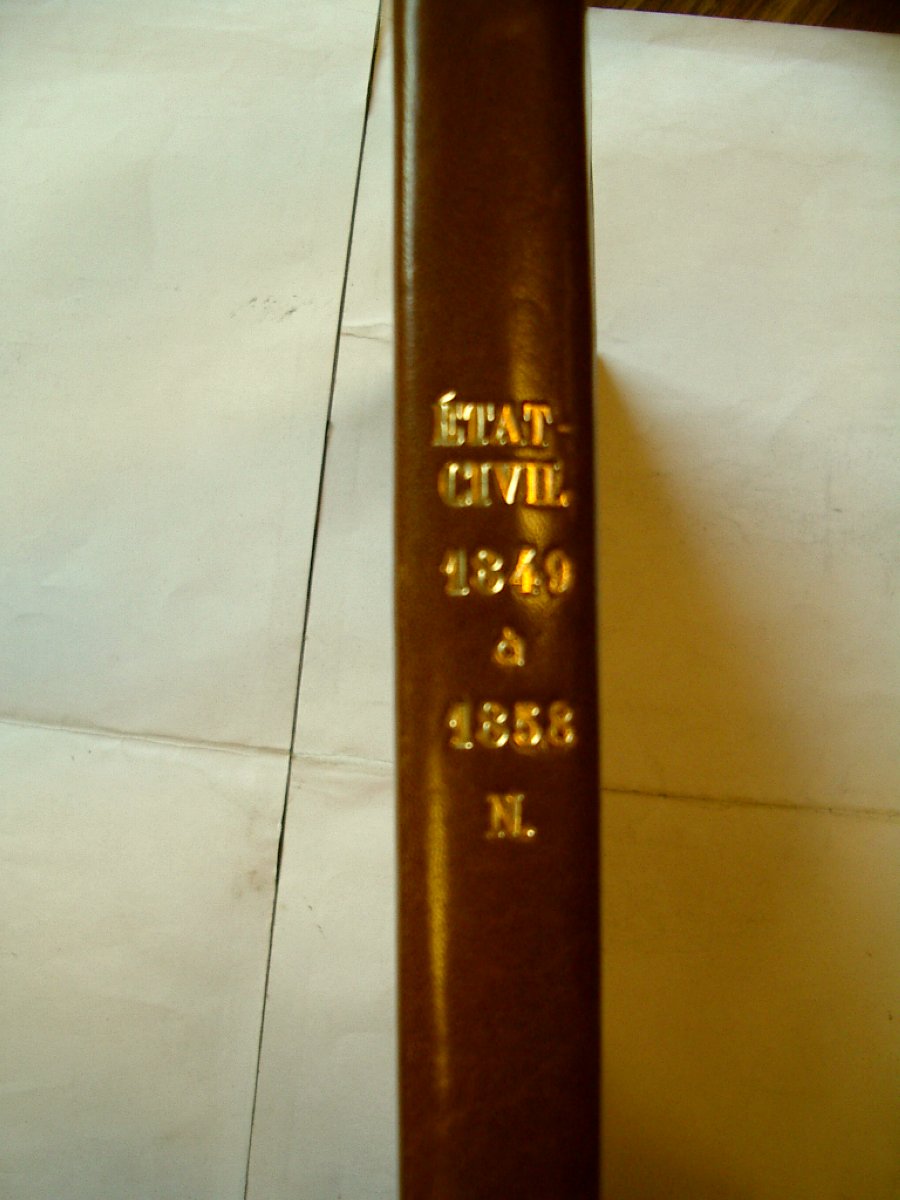 ÉTAT-
CIVIL
1849
à
1858
N.